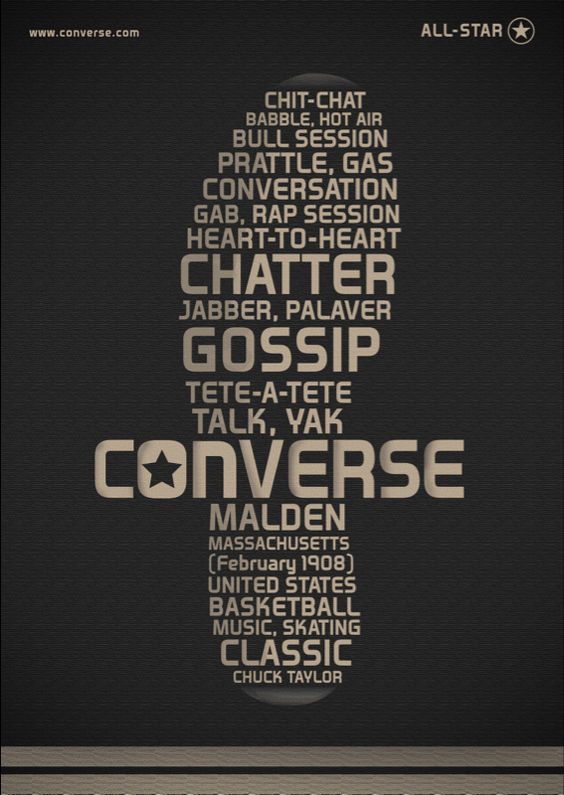 www.converse.com
ALL-STAR
CHIT-CHAT
BABBLE, HOT AIR
BULL SESSION
PRATTLE, GAS
CONVERSATION
GAB, RAP SESSION
HEART-TO-HEART
CHATTER
JABBER, PALAVER
GOSSIP
TETE-A-TETE
TALK, YAK
CONVERSE
MALDEN
MASSACHUSETTS
(February 1908)
UNITED STATES
BASKETBALL
MUSIC, SKATING
CLASSIC
CHUCK TAYLOR